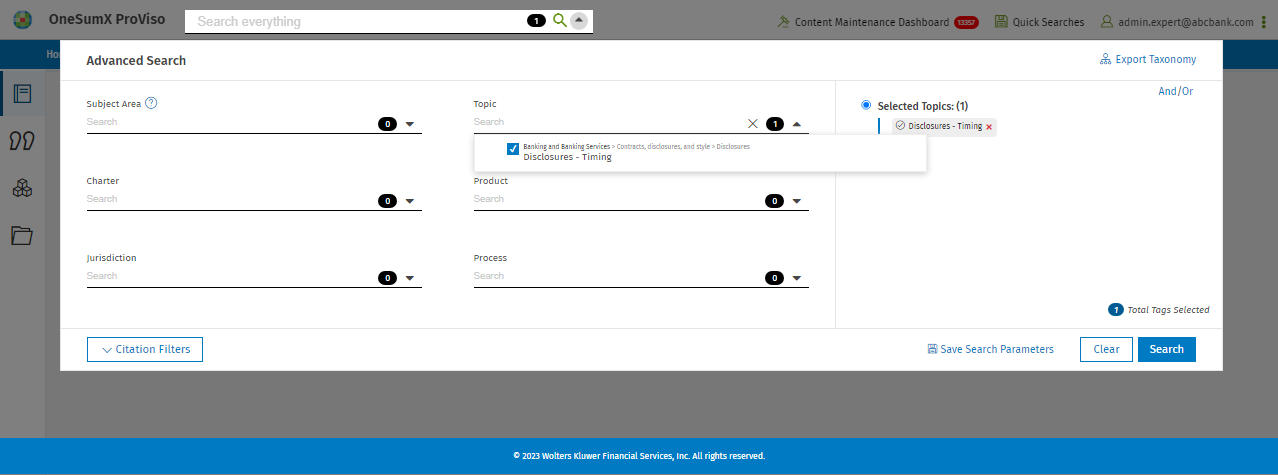 OneSumX ProViso
Search everything
1
Content Maintenance Dashboard 13357
Quick Searches
admin.expert@abcbank.com
Advanced Search
Export Taxonomy
Subject Area ?
Search
0
Topic
Search
1
And/Or
Selected Topics: (1)
Disclosures - Timing ×
Banking and Banking Services > Contracts, disclosures, and style > Disclosures
Disclosures - Timing
Charter
Search
0
Product
Search
0
Jurisdiction
Search
0
Process
Search
0
1 Total Tags Selected
Citation Filters
Save Search Parameters
Clear
Search
© 2023 Wolters Kluwer Financial Services, Inc. All rights reserved.